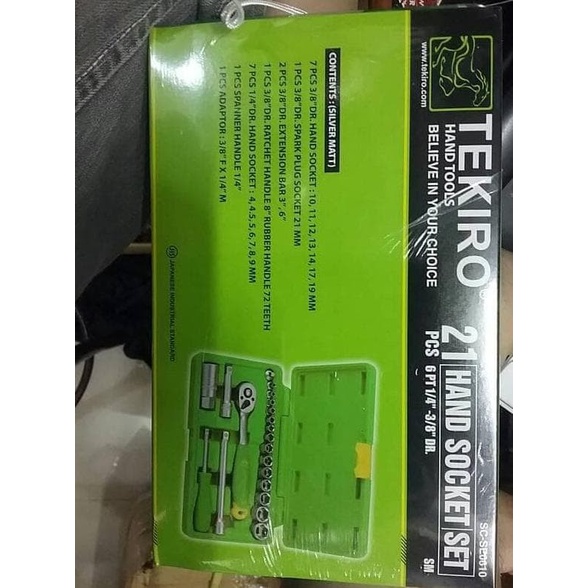 www.tekiro.com
TEKIRO
HAND TOOLS
BELIEVE IN YOUR CHOICE
21 HAND SOCKET SET
PCS 6 PT 1/4" -3/8" DR.
SC-SE0610
SM
CONTENTS : (SILVER MATT)
7 PCS 3/8"DR. HAND SOCKET : 10, 11, 12, 13, 14, 17, 19 MM
1 PCS 3/8"DR. SPARK PLUG SOCKET 21 MM
2 PCS 3/8"DR. EXTENSION BAR 3", 6"
1 PCS 3/8"DR. RATCHET HANDLE 8" RUBBER HANDLE 72 TEETH
7 PCS 1/4"DR. HAND SOCKET : 4, 4.5, 5, 6, 7, 8, 9 MM
1 PCS SPANNER HANDLE 1/4"
1 PCS ADAPTOR : 3/8" F X 1/4" M
JAPANESE INDUSTRIAL STANDARD